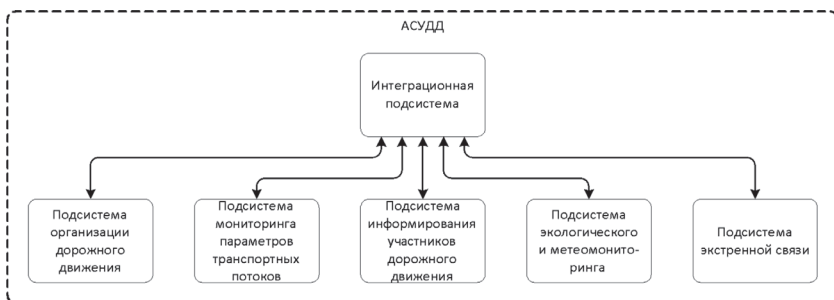 АСУДД
Интеграционная
подсистема
Подсистема
организации
дорожного
движения
Подсистема
мониторинга
параметров
транспортных
потоков
Подсистема
информирования
участников
дорожного
движения
Подсистема
экологического
и метеомонито-
ринга
Подсистема
экстренной связи